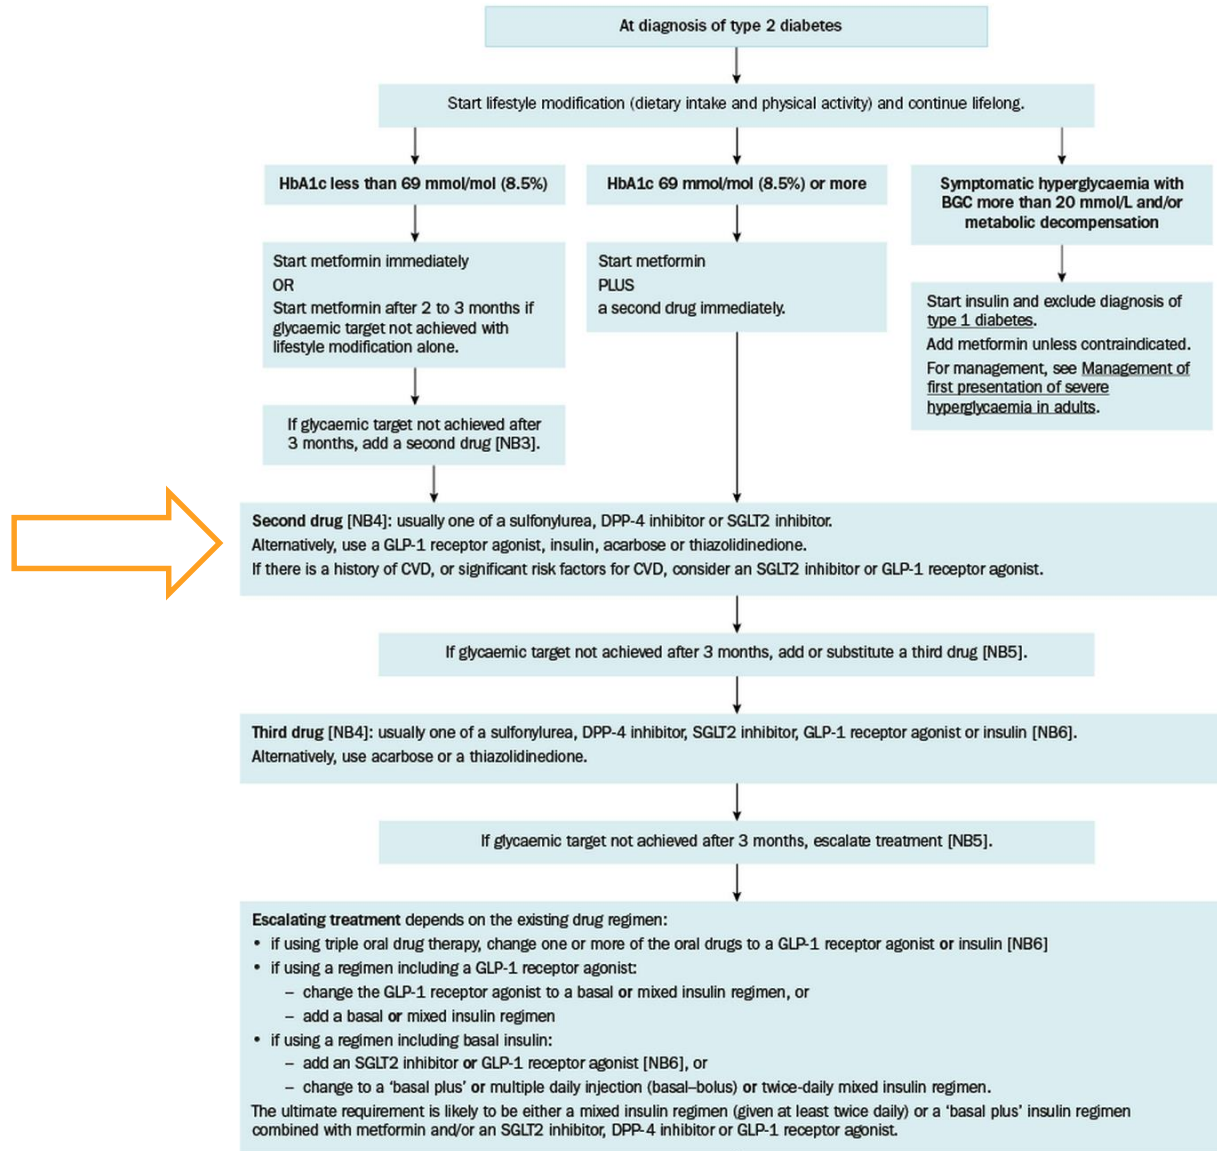 At diagnosis of type 2 diabetes
Start lifestyle modification (dietary intake and physical activity) and continue lifelong.
HbA1c less than 69 mmol/mol (8.5%)
Start metformin immediately
OR
Start metformin after 2 to 3 months if
glycaemic target not achieved with
lifestyle modification alone.
If glycaemic target not achieved after
3 months, add a second drug [NB3].
HbA1c 69 mmol/mol (8.5%) or more
Start metformin
PLUS
a second drug immediately.
Symptomatic hyperglycaemia with
BGC more than 20 mmol/L and/or
metabolic decompensation
Start insulin and exclude diagnosis of
type 1 diabetes.
Add metformin unless contraindicated.
For management, see Management of
first presentation of severe
hyperglycaemia in adults.
Second drug [NB4]: usually one of a sulfonylurea, DPP-4 inhibitor or SGLT2 inhibitor.
Alternatively, use a GLP-1 receptor agonist, insulin, acarbose or thiazolidinedione.
If there is a history of CVD, or significant risk factors for CVD, consider an SGLT2 inhibitor or GLP-1 receptor agonist.
If glycaemic target not achieved after 3 months, add or substitute a third drug [NB5].
Third drug [NB4]: usually one of a sulfonylurea, DPP-4 inhibitor, SGLT2 inhibitor, GLP-1 receptor agonist or insulin [NB6].
Alternatively, use acarbose or a thiazolidinedione.
If glycaemic target not achieved after 3 months, escalate treatment [NB5].
Escalating treatment depends on the existing drug regimen:
• if using triple oral drug therapy, change one or more of the oral drugs to a GLP-1 receptor agonist or insulin [NB6]
• if using a regimen including a GLP-1 receptor agonist:
– change the GLP-1 receptor agonist to a basal or mixed insulin regimen, or
– add a basal or mixed insulin regimen
• if using a regimen including basal insulin:
– add an SGLT2 inhibitor or GLP-1 receptor agonist [NB6], or
– change to a ‘basal plus’ or multiple daily injection (basal–bolus) or twice-daily mixed insulin regimen.
The ultimate requirement is likely to be either a mixed insulin regimen (given at least twice daily) or a ‘basal plus’ insulin regimen
combined with metformin and/or an SGLT2 inhibitor, DPP-4 inhibitor or GLP-1 receptor agonist.